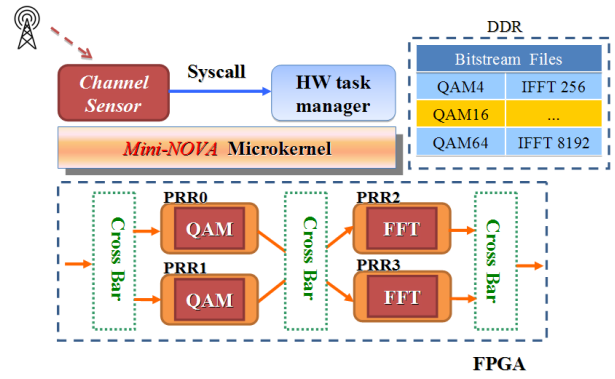 DDR
Channel
Sensor
Syscall
HW task
manager
Bitstream Files
QAM4 IFFT 256
QAM16 ...
QAM64 IFFT 8192
Mini-NOVA Microkernel
PRR0 PRR2
Cross Bar
QAM
Cross Bar
FFT
Cross Bar
PRR1 PRR3
QAM
FFT
FPGA